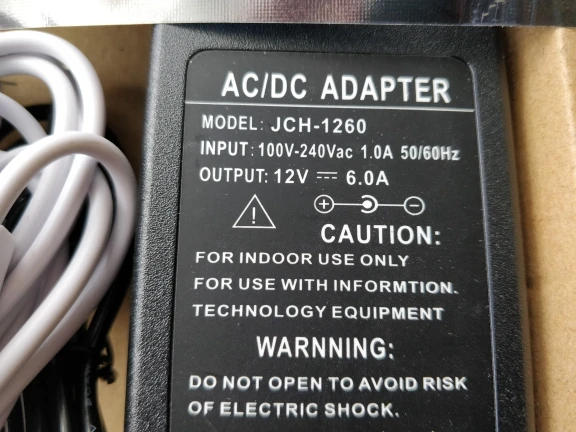 AC/DC ADAPTER
MODEL: JCH-1260
INPUT: 100V-240Vac 1.0A 50/60Hz
OUTPUT: 12V ⎓ 6.0A
CAUTION:
FOR INDOOR USE ONLY
FOR USE WITH INFORMTION.
TECHNOLOGY EQUIPMENT
WARNNING:
DO NOT OPEN TO AVOID RISK
OF ELECTRIC SHOCK.